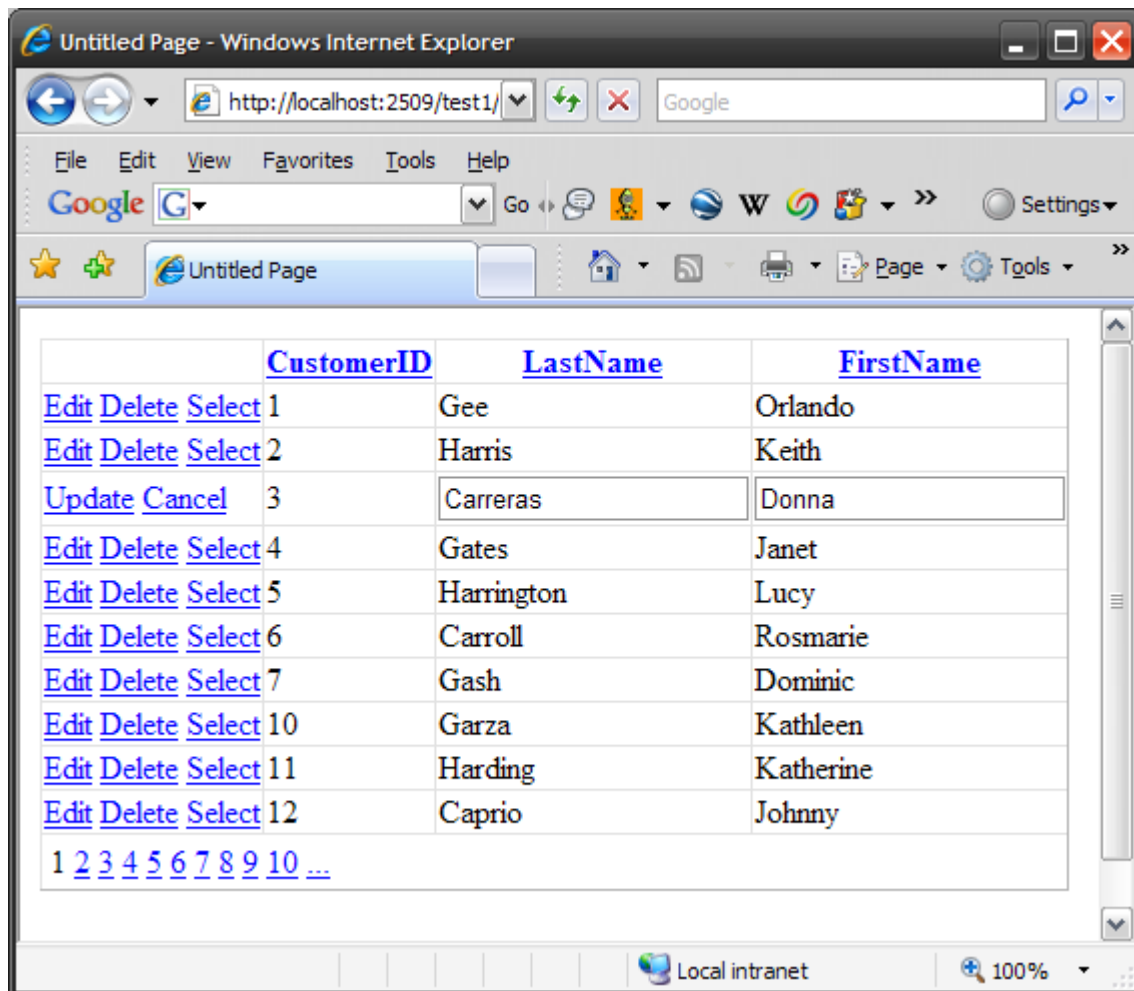 Untitled Page - Windows Internet Explorer
http://localhost:2509/test1/ Google
File Edit View Favorites Tools Help
Google G Go W Settings
Untitled Page Page Tools
CustomerID LastName FirstName
Edit Delete Select 1 Gee Orlando
Edit Delete Select 2 Harris Keith
Update Cancel 3 Carreras Donna
Edit Delete Select 4 Gates Janet
Edit Delete Select 5 Harrington Lucy
Edit Delete Select 6 Carroll Rosmarie
Edit Delete Select 7 Gash Dominic
Edit Delete Select 10 Garza Kathleen
Edit Delete Select 11 Harding Katherine
Edit Delete Select 12 Caprio Johnny
1 2 3 4 5 6 7 8 9 10 ...
Local intranet 100%